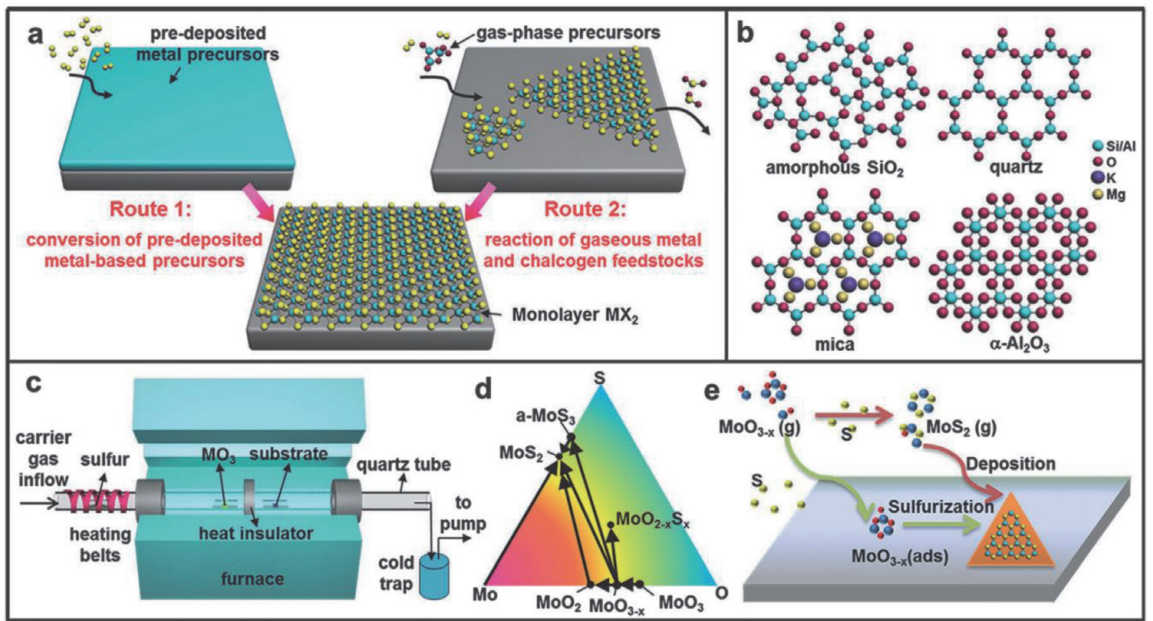 a
pre-deposited
metal precursors
gas-phase precursors
Route 1:
conversion of pre-deposited
metal-based precursors
Route 2:
reaction of gaseous metal
and chalcogen feedstocks
Monolayer MX₂
b
amorphous SiO₂
quartz
Si/Al
O
K
Mg
mica
α-Al₂O₃
c
carrier
gas
inflow
sulfur
MO₃
substrate
quartz tube
heating
belts
heat insulator
to
pump
cold
trap
furnace
d
S
a-MoS₃
MoS₂
MoO₂₋ₓSₓ
Mo
MoO₂
MoO₃₋ₓ
MoO₃
O
e
MoO₃₋ₓ(g)
S
MoS₂ (g)
Deposition
S
Sulfurization
MoO₃₋ₓ(ads)